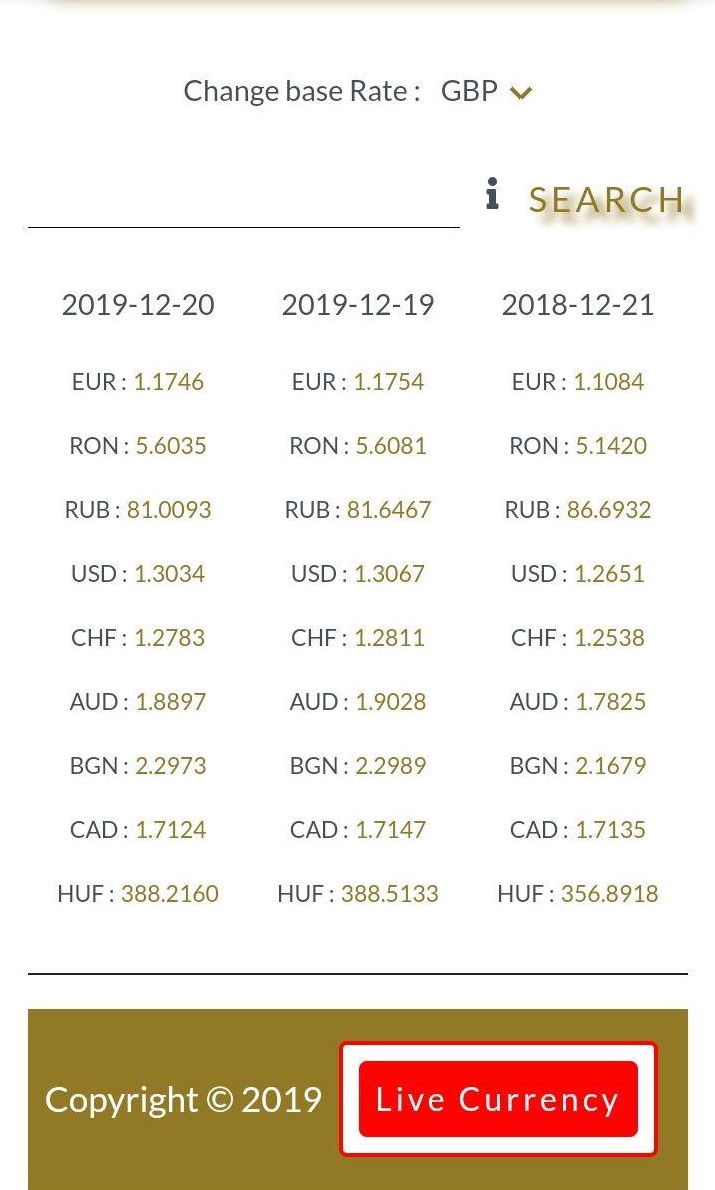 Change base Rate : GBP
SEARCH
2019-12-20 2019-12-19 2018-12-21
EUR : 1.1746 EUR : 1.1754 EUR : 1.1084
RON : 5.6035 RON : 5.6081 RON : 5.1420
RUB : 81.0093 RUB : 81.6467 RUB : 86.6932
USD : 1.3034 USD : 1.3067 USD : 1.2651
CHF : 1.2783 CHF : 1.2811 CHF : 1.2538
AUD : 1.8897 AUD : 1.9028 AUD : 1.7825
BGN : 2.2973 BGN : 2.2989 BGN : 2.1679
CAD : 1.7124 CAD : 1.7147 CAD : 1.7135
HUF : 388.2160 HUF : 388.5133 HUF : 356.8918
Copyright © 2019 Live Currency